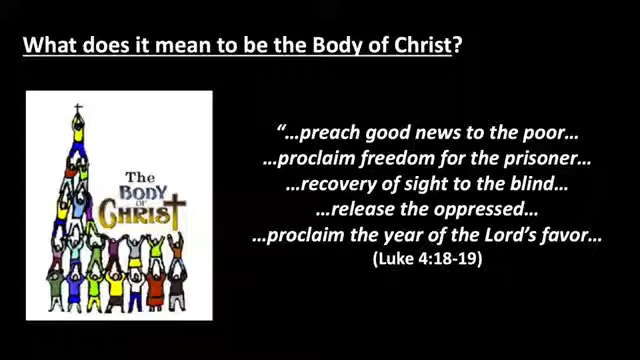 What does it mean to be the Body of Christ?
The
BODY
OF
CHRIST
“…preach good news to the poor…
…proclaim freedom for the prisoner…
…recovery of sight to the blind…
…release the oppressed…
…proclaim the year of the Lord’s favor…
(Luke 4:18-19)